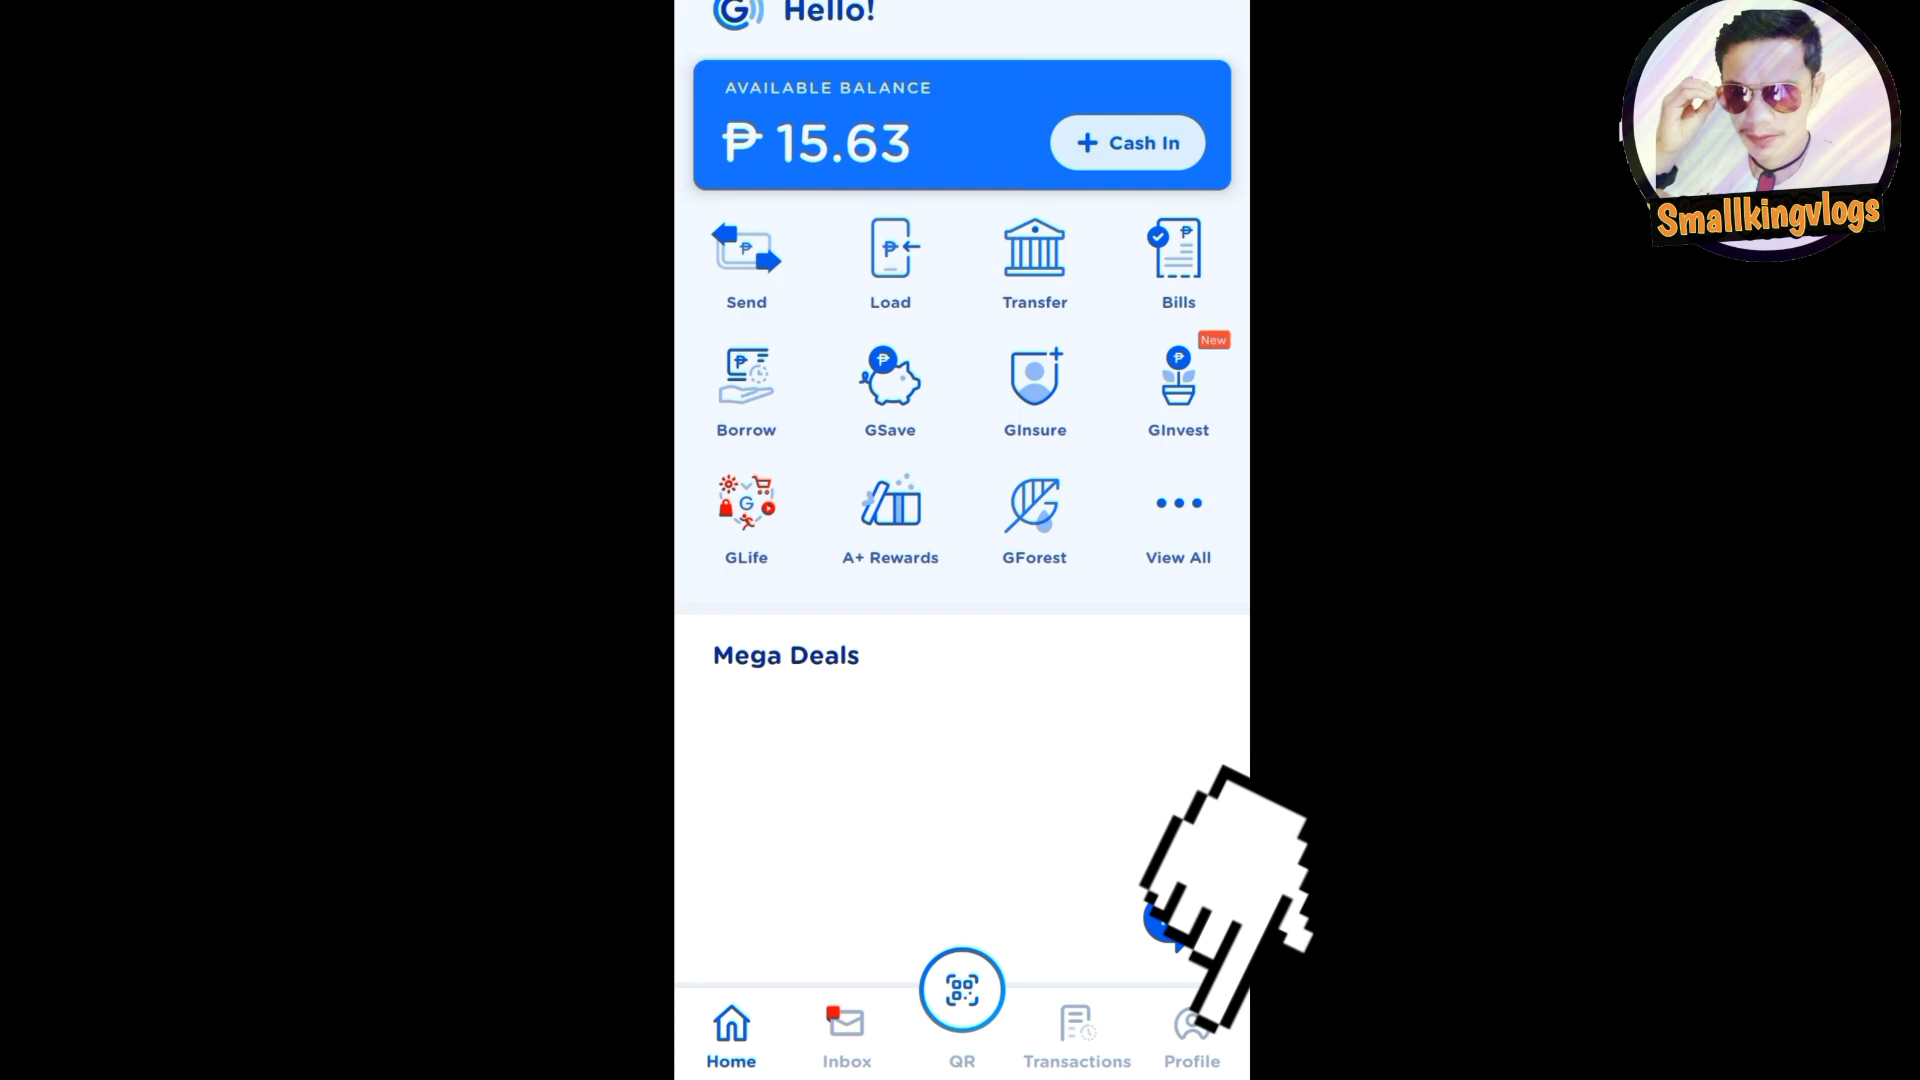 Hello!
AVAILABLE BALANCE
₱ 15.63
+ Cash In
Smallkingvlogs
Send
Load
Transfer
Bills
New
Borrow
GSave
GInsure
GInvest
GLife
A+ Rewards
GForest
View All
Mega Deals
Home
Inbox
QR
Transactions
Profile